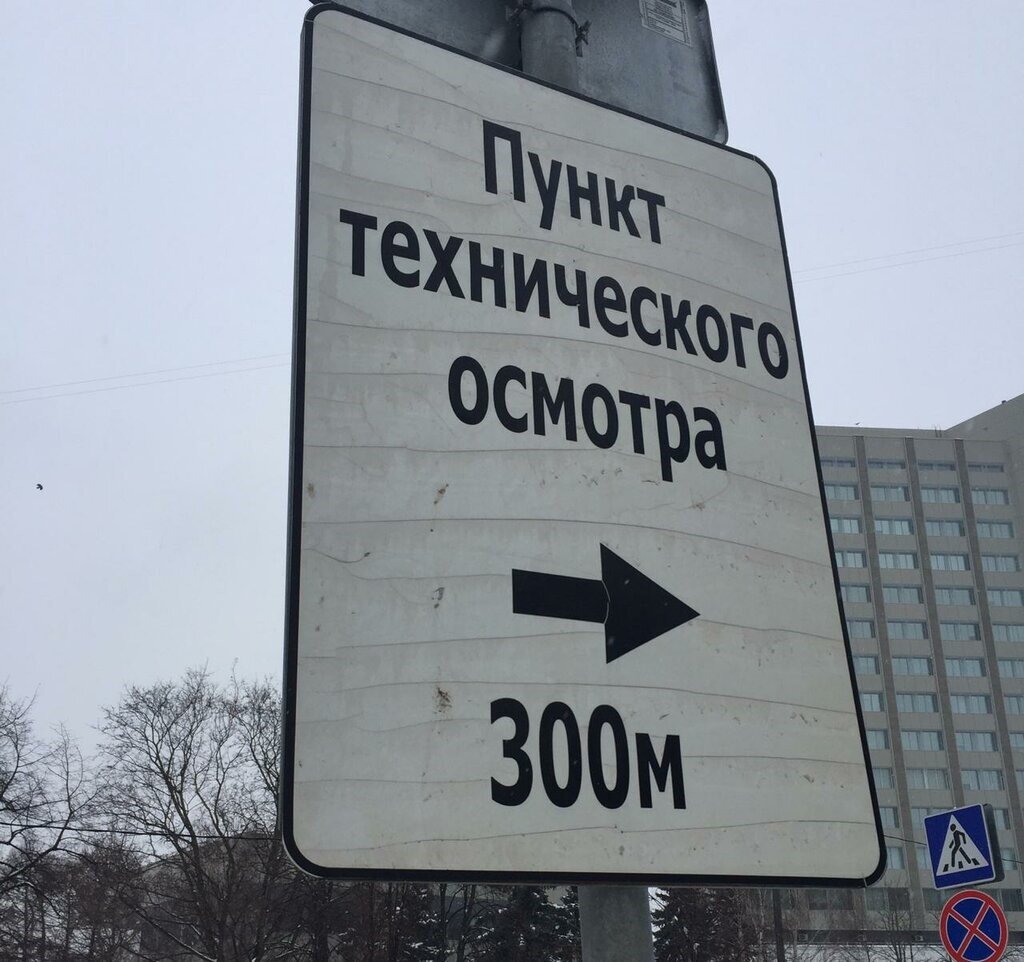 Пункт
технического
осмотра
300м